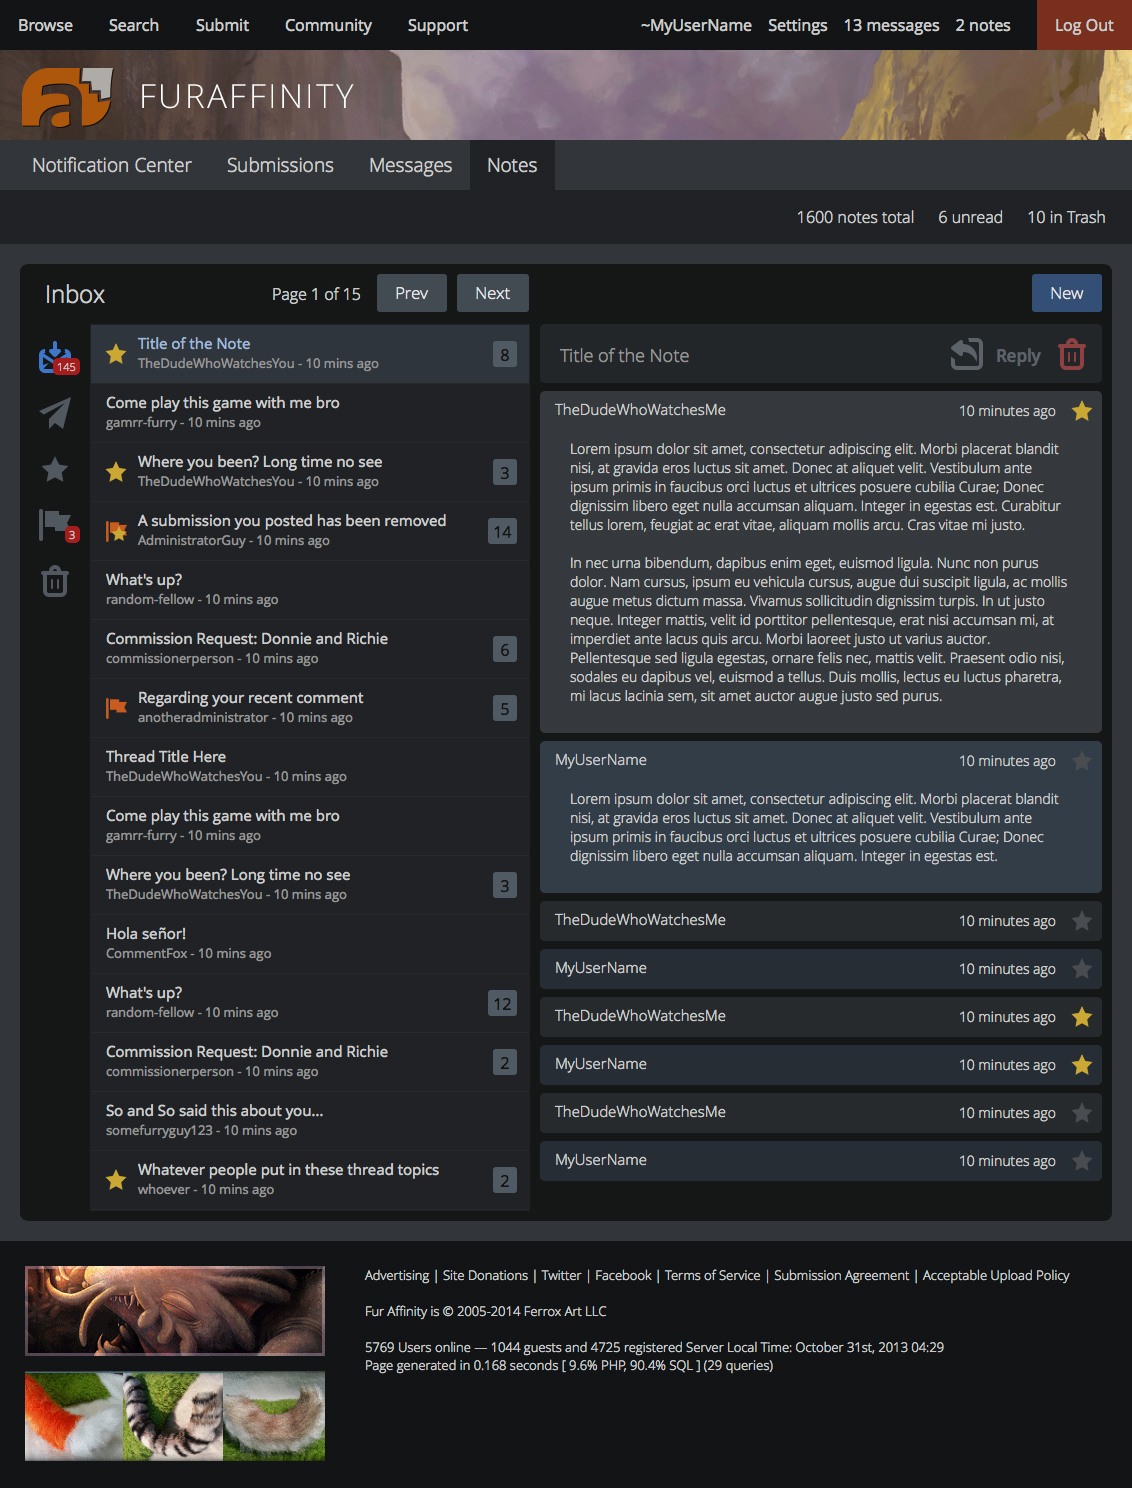 Browse Search Submit Community Support ~MyUserName Settings 13 messages 2 notes Log Out
FURAFFINITY
Notification Center Submissions Messages Notes
1600 notes total 6 unread 10 in Trash
Inbox Page 1 of 15 Prev Next New
145
3
Title of the Note 8
TheDudeWhoWatchesYou - 10 mins ago
Come play this game with me bro
gamrr-furry - 10 mins ago
Where you been? Long time no see 3
TheDudeWhoWatchesYou - 10 mins ago
A submission you posted has been removed 14
AdministratorGuy - 10 mins ago
What's up?
random-fellow - 10 mins ago
Commission Request: Donnie and Richie 6
commissionerperson - 10 mins ago
Regarding your recent comment 5
anotheradministrator - 10 mins ago
Thread Title Here
TheDudeWhoWatchesYou - 10 mins ago
Come play this game with me bro
gamrr-furry - 10 mins ago
Where you been? Long time no see 3
TheDudeWhoWatchesYou - 10 mins ago
Hola señor!
CommentFox - 10 mins ago
What's up? 12
random-fellow - 10 mins ago
Commission Request: Donnie and Richie 2
commissionerperson - 10 mins ago
So and So said this about you...
somefurryguy123 - 10 mins ago
Whatever people put in these thread topics 2
whoever - 10 mins ago
Title of the Note Reply
TheDudeWhoWatchesMe 10 minutes ago
Lorem ipsum dolor sit amet, consectetur adipiscing elit. Morbi placerat blandit
nisi, at gravida eros luctus sit amet. Donec at aliquet velit. Vestibulum ante
ipsum primis in faucibus orci luctus et ultrices posuere cubilia Curae; Donec
dignissim libero eget nulla accumsan aliquam. Integer in egestas est. Curabitur
tellus lorem, feugiat ac erat vitae, aliquam mollis arcu. Cras vitae mi justo.
In nec urna bibendum, dapibus enim eget, euismod ligula. Nunc non purus
dolor. Nam cursus, ipsum eu vehicula cursus, augue dui suscipit ligula, ac mollis
augue metus dictum massa. Vivamus sollicitudin dignissim turpis. In ut justo
neque. Integer mattis, velit id porttitor pellentesque, erat nisi accumsan mi, at
imperdiet ante lacus quis arcu. Morbi laoreet justo ut varius auctor.
Pellentesque sed ligula egestas, ornare felis nec, mattis velit. Praesent odio nisi,
sodales eu dapibus vel, euismod a tellus. Duis mollis, lectus eu luctus pharetra,
mi lacus lacinia sem, sit amet auctor augue justo sed purus.
MyUserName 10 minutes ago
Lorem ipsum dolor sit amet, consectetur adipiscing elit. Morbi placerat blandit
nisi, at gravida eros luctus sit amet. Donec at aliquet velit. Vestibulum ante
ipsum primis in faucibus orci luctus et ultrices posuere cubilia Curae; Donec
dignissim libero eget nulla accumsan aliquam. Integer in egestas est.
TheDudeWhoWatchesMe 10 minutes ago
MyUserName 10 minutes ago
TheDudeWhoWatchesMe 10 minutes ago
MyUserName 10 minutes ago
TheDudeWhoWatchesMe 10 minutes ago
MyUserName 10 minutes ago
Advertising | Site Donations | Twitter | Facebook | Terms of Service | Submission Agreement | Acceptable Upload Policy
Fur Affinity is © 2005-2014 Ferrox Art LLC
5769 Users online — 1044 guests and 4725 registered Server Local Time: October 31st, 2013 04:29
Page generated in 0.168 seconds [ 9.6% PHP, 90.4% SQL ] (29 queries)